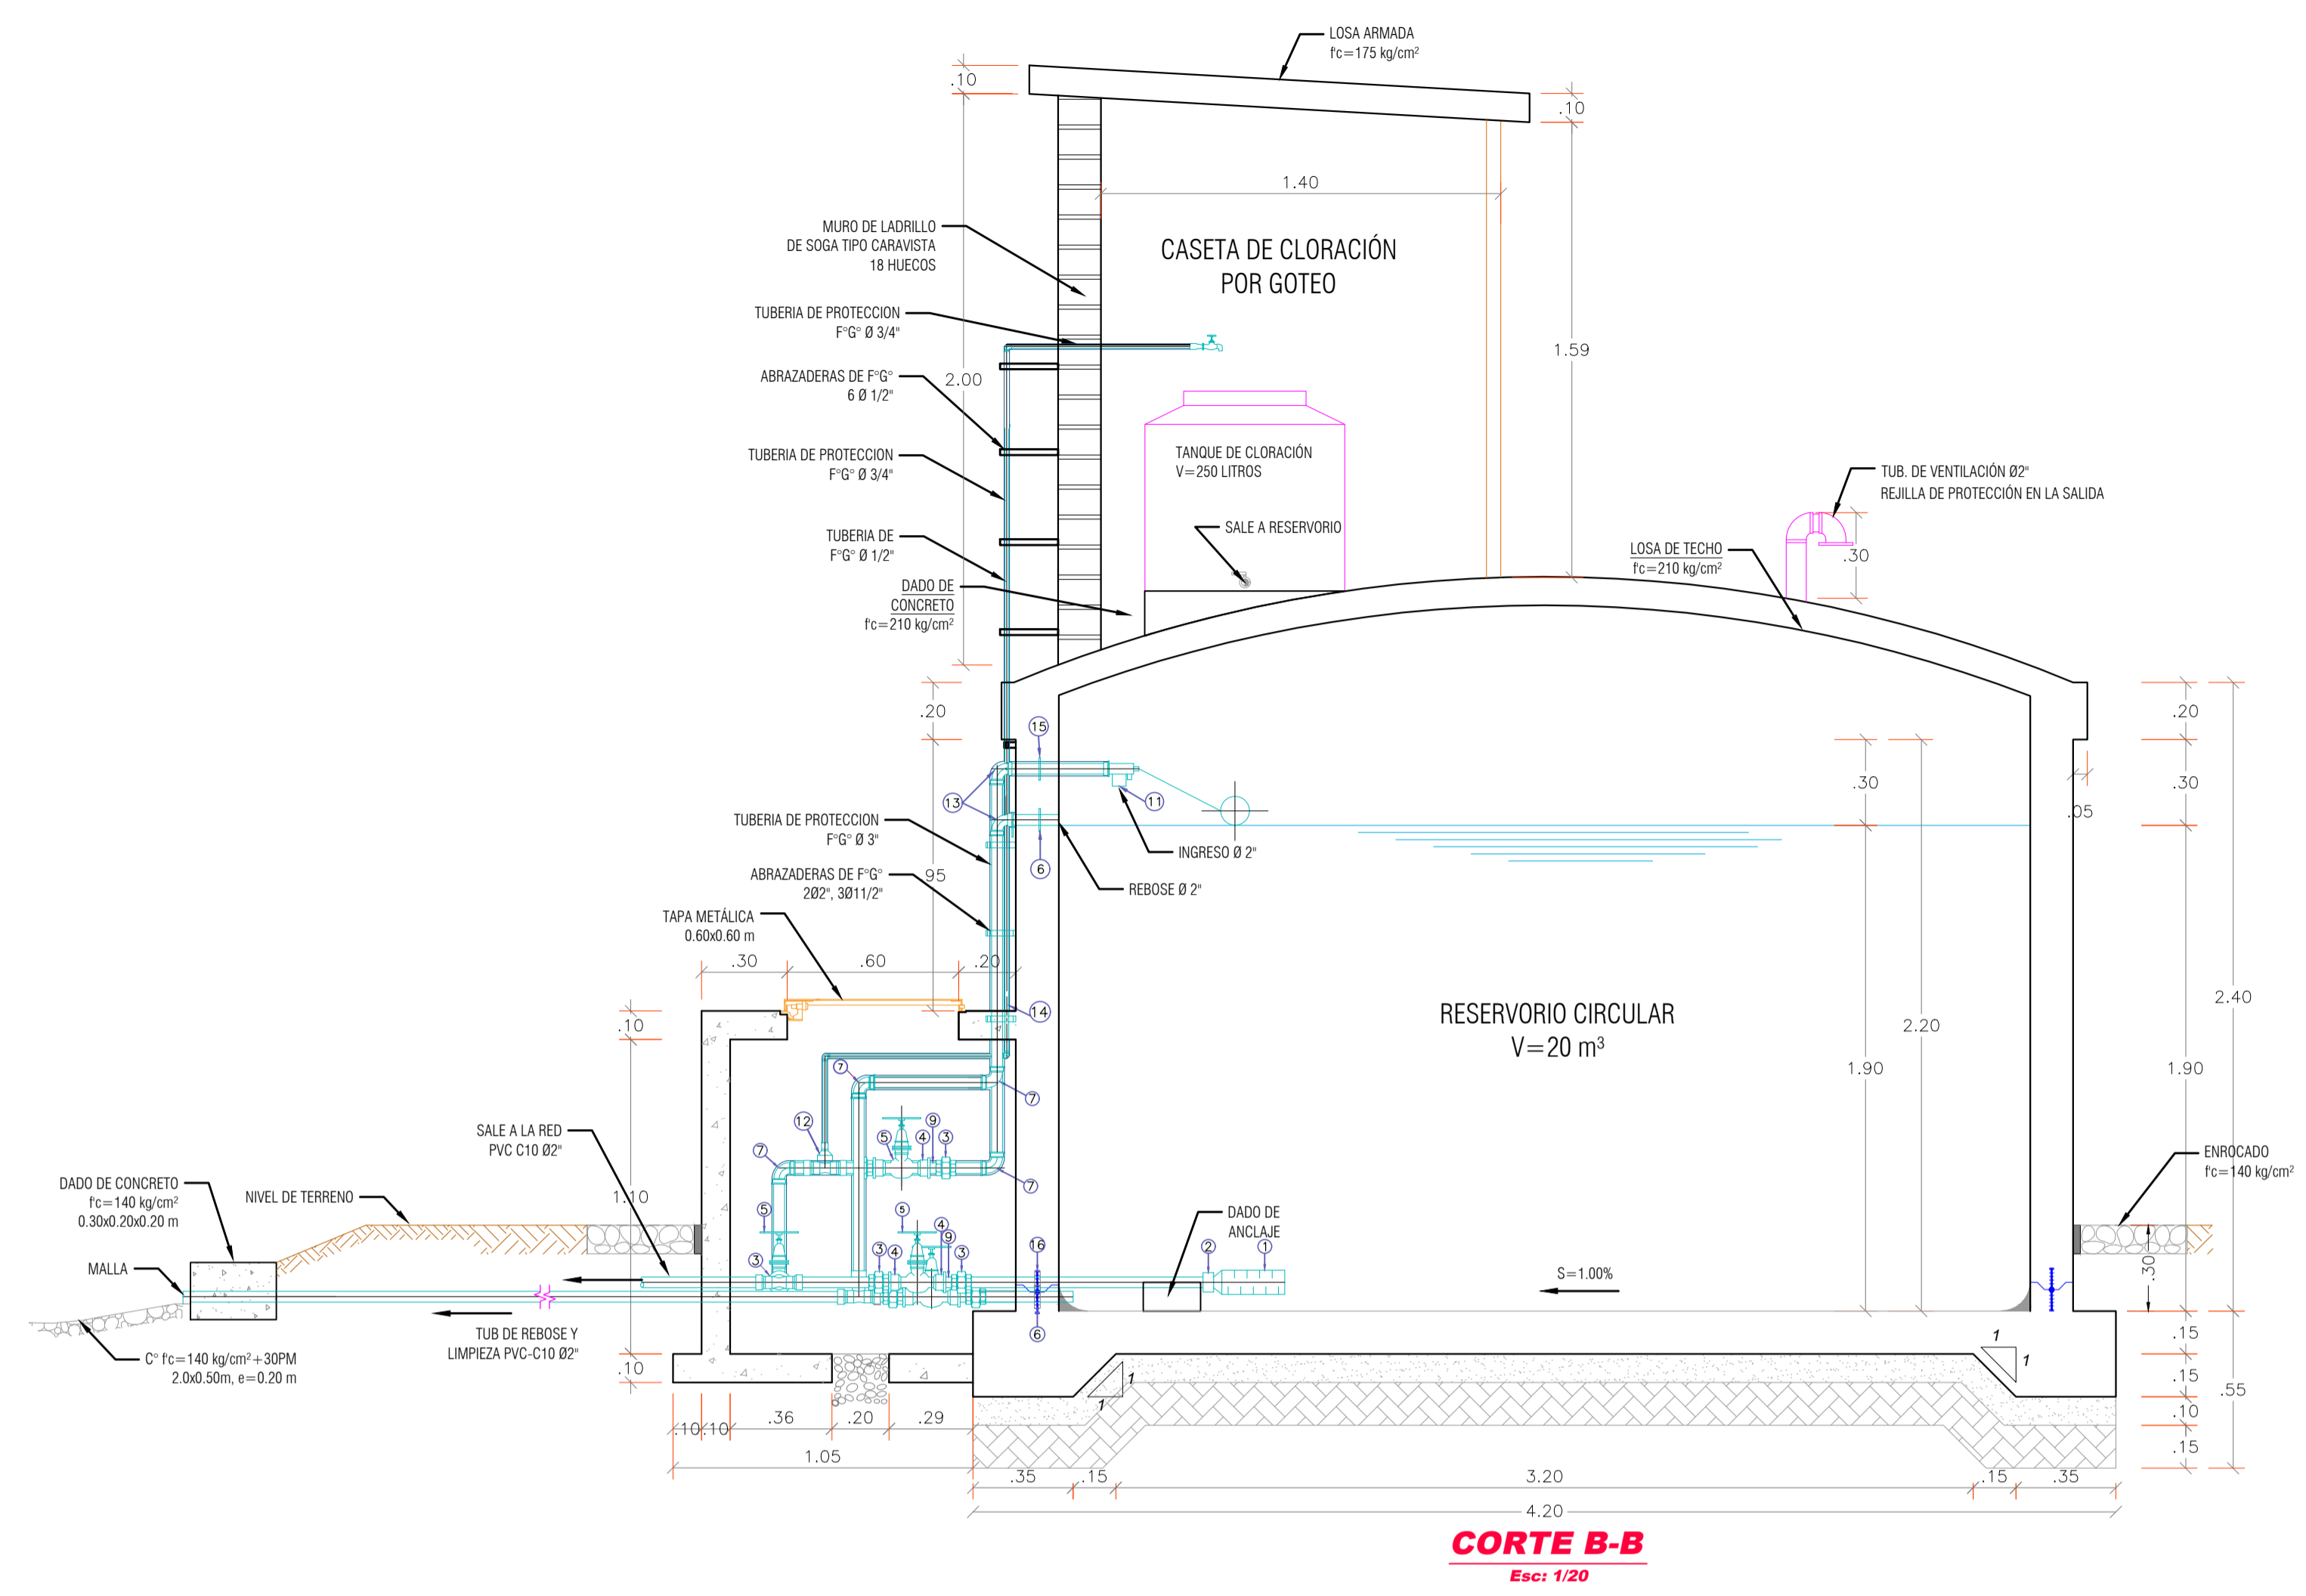 LOSA ARMADA
f'c=175 kg/cm²
.10
.10
1.40
MURO DE LADRILLO
DE SOGA TIPO CARAVISTA
18 HUECOS
CASETA DE CLORACIÓN
POR GOTEO
TUBERIA DE PROTECCION
F°G° Ø 3/4"
1.59
ABRAZADERAS DE F°G°
6 Ø 1/2"
2.00
TUBERIA DE PROTECCION
F°G° Ø 3/4"
TANQUE DE CLORACIÓN
V=250 LITROS
TUB. DE VENTILACIÓN Ø2"
REJILLA DE PROTECCIÓN EN LA SALIDA
SALE A RESERVORIO
TUBERIA DE
F°G° Ø 1/2"
.30
LOSA DE TECHO
f'c=210 kg/cm²
DADO DE
CONCRETO
f'c=210 kg/cm²
.20
.20
15
.30
.30
13
11
.05
TUBERIA DE PROTECCION
F°G° Ø 3"
INGRESO Ø 2"
6
ABRAZADERAS DE F°G°
2Ø2", 3Ø11/2"
.95
REBOSE Ø 2"
TAPA METÁLICA
0.60x0.60 m
.30
.60
.20
2.40
14
RESERVORIO CIRCULAR
V=20 m³
.10
2.20
1.90
1.90
7
7
12
9
5
4
3
SALE A LA RED
PVC C10 Ø2"
7
7
ENROCADO
f'c=140 kg/cm²
DADO DE CONCRETO
f'c=140 kg/cm²
0.30x0.20x0.20 m
NIVEL DE TERRENO
1.10
5
5
4
9
DADO DE
ANCLAJE
3
3
4
3
16
2
1
MALLA
S=1.00%
.30
TUB DE REBOSE Y
LIMPIEZA PVC-C10 Ø2"
6
C° f'c=140 kg/cm²+30PM
2.0x0.50m, e=0.20 m
.10
1
1
1
1
.15
.15
.10
.15
.55
.10
.10
.36
.20
.29
1.05
.35
.15
3.20
.15
.35
4.20
CORTE B-B
Esc: 1/20